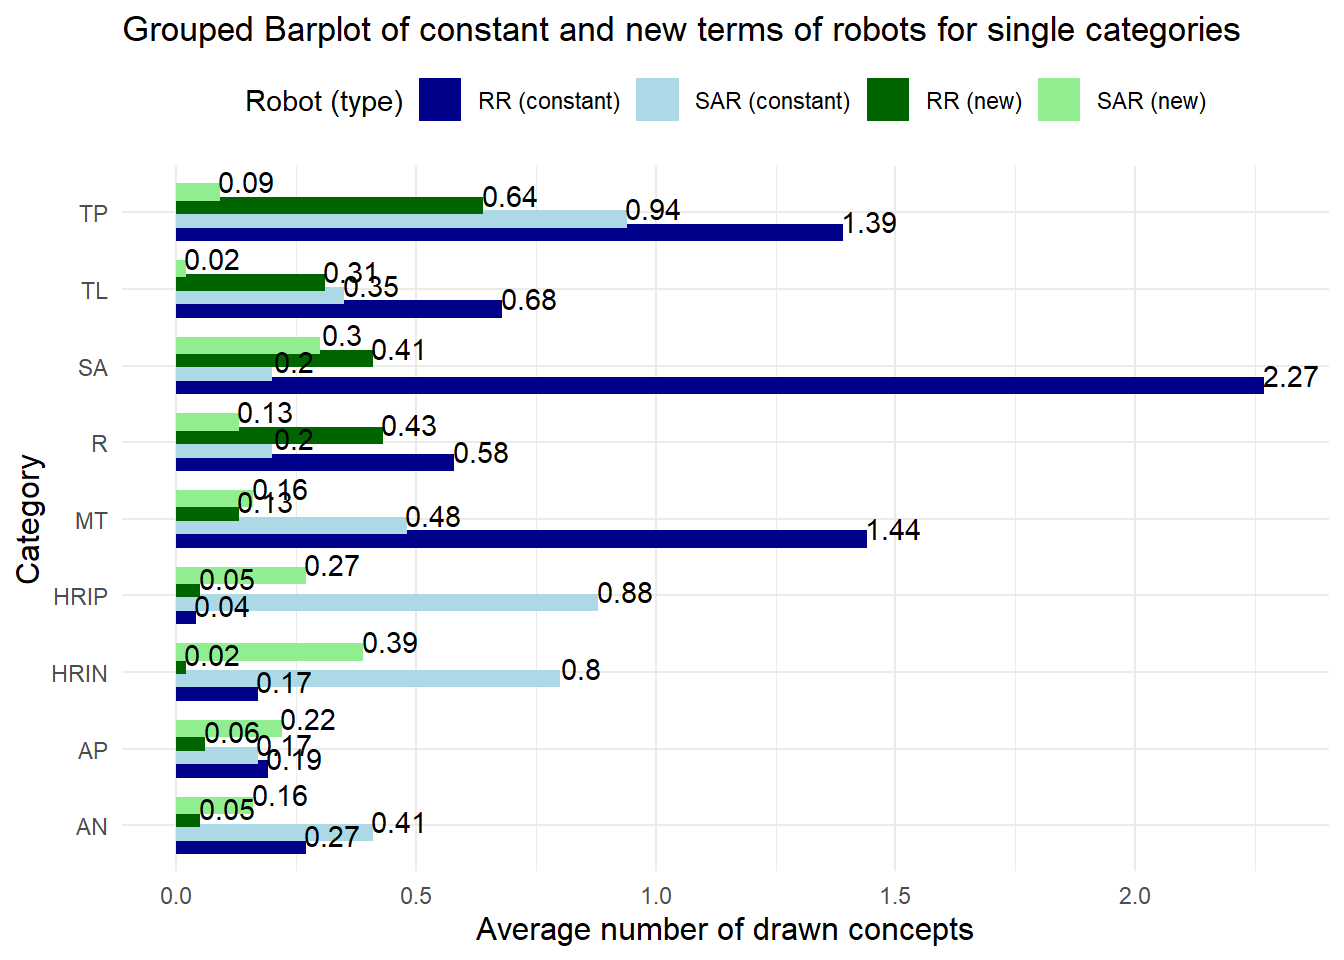 Grouped Barplot of constant and new terms of robots for single categories
Robot (type) RR (constant) SAR (constant) RR (new) SAR (new)
Category
TP
0.09
0.64
0.94
1.39
TL
0.02
0.31
0.35
0.68
SA
0.3
0.41
0.2
2.27
R
0.13
0.43
0.2
0.58
MT
0.16
0.13
0.48
1.44
HRIP
0.27
0.05
0.88
0.04
HRIN
0.39
0.02
0.8
0.17
AP
0.22
0.06
0.17
0.19
AN
0.16
0.05
0.41
0.27
0.0 0.5 1.0 1.5 2.0
Average number of drawn concepts